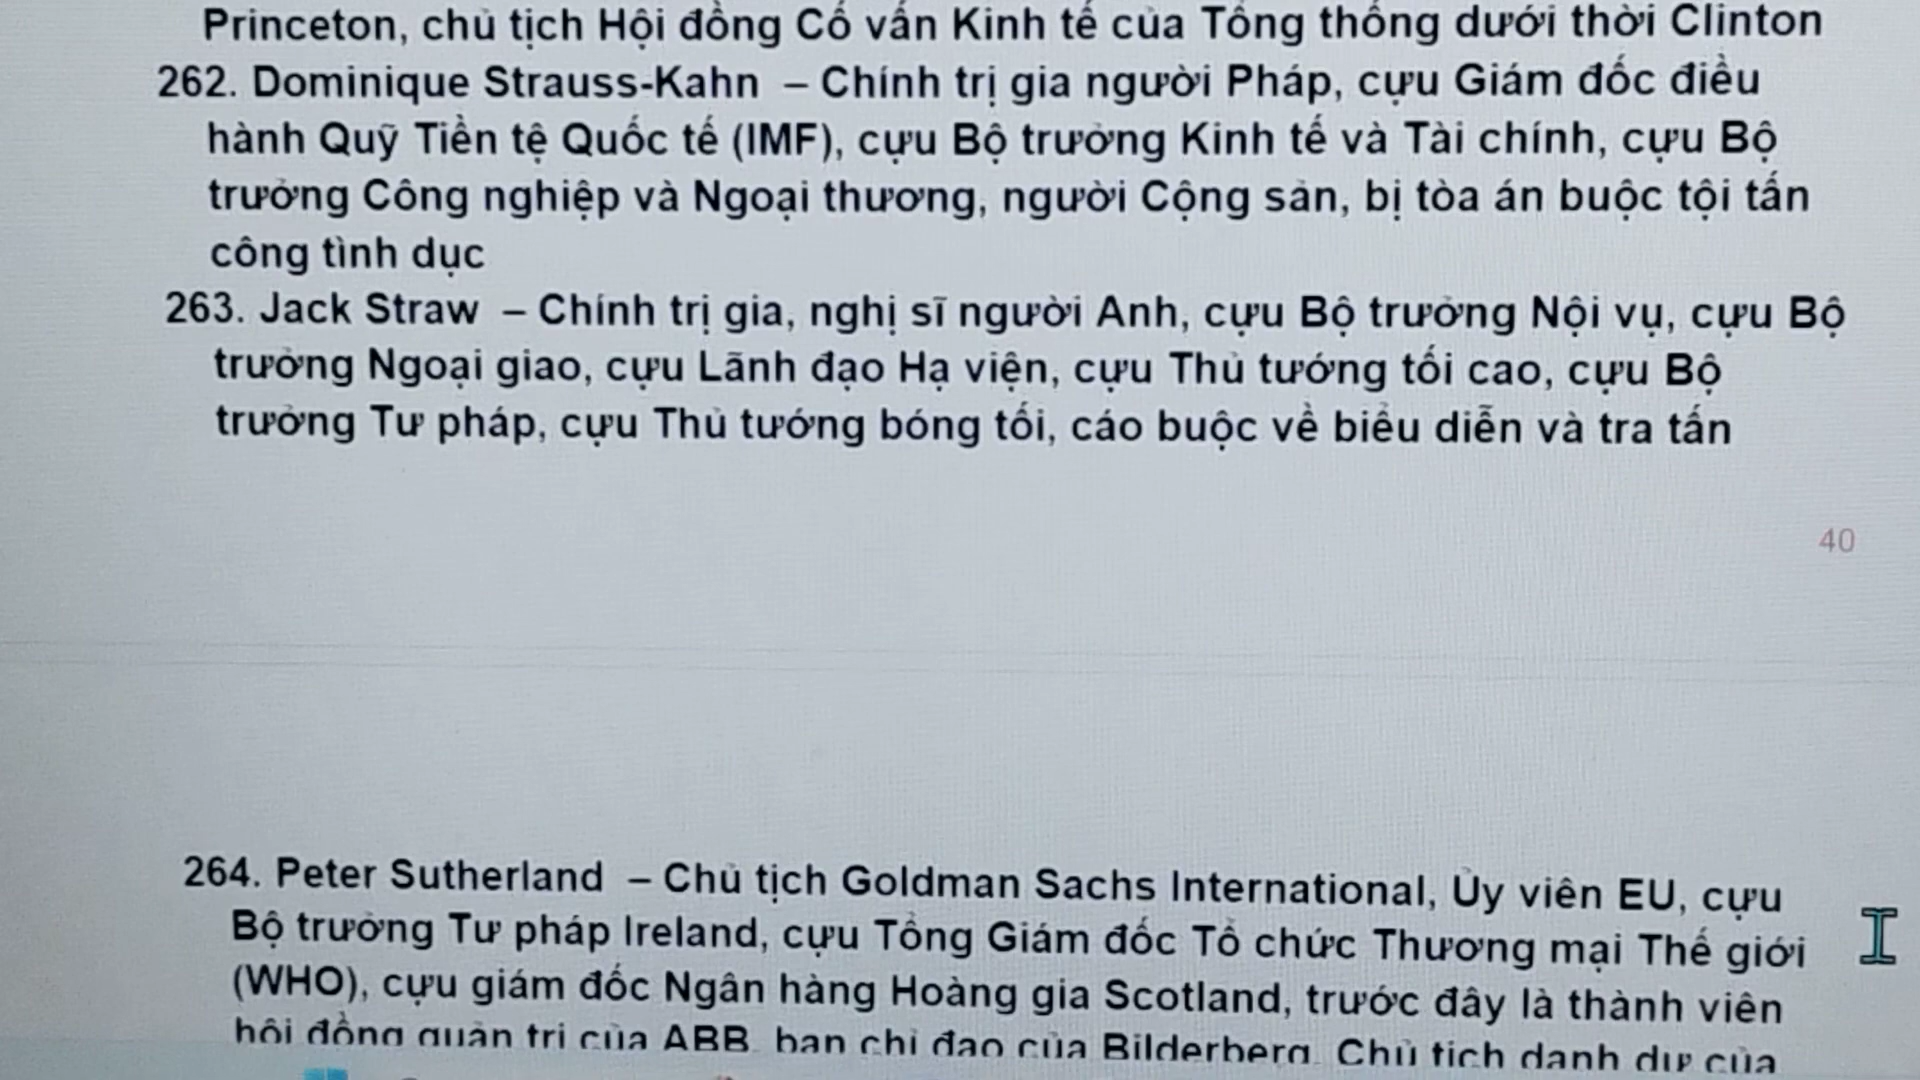 Princeton, chủ tịch Hội đồng Cố vấn Kinh tế của Tổng thống dưới thời Clinton
262. Dominique Strauss-Kahn – Chính trị gia người Pháp, cựu Giám đốc điều
hành Quỹ Tiền tệ Quốc tế (IMF), cựu Bộ trưởng Kinh tế và Tài chính, cựu Bộ
trưởng Công nghiệp và Ngoại thương, người Cộng sản, bị tòa án buộc tội tấn
công tình dục
263. Jack Straw – Chính trị gia, nghị sĩ người Anh, cựu Bộ trưởng Nội vụ, cựu Bộ
trưởng Ngoại giao, cựu Lãnh đạo Hạ viện, cựu Thủ tướng tối cao, cựu Bộ
trưởng Tư pháp, cựu Thủ tướng bóng tối, cáo buộc về biểu diễn và tra tấn
40
264. Peter Sutherland – Chủ tịch Goldman Sachs International, Ủy viên EU, cựu
Bộ trưởng Tư pháp Ireland, cựu Tổng Giám đốc Tổ chức Thương mại Thế giới
(WHO), cựu giám đốc Ngân hàng Hoàng gia Scotland, trước đây là thành viên
hội đồng quản trị của ABB, ban chỉ đạo của Bilderberg, Chủ tịch danh dự của